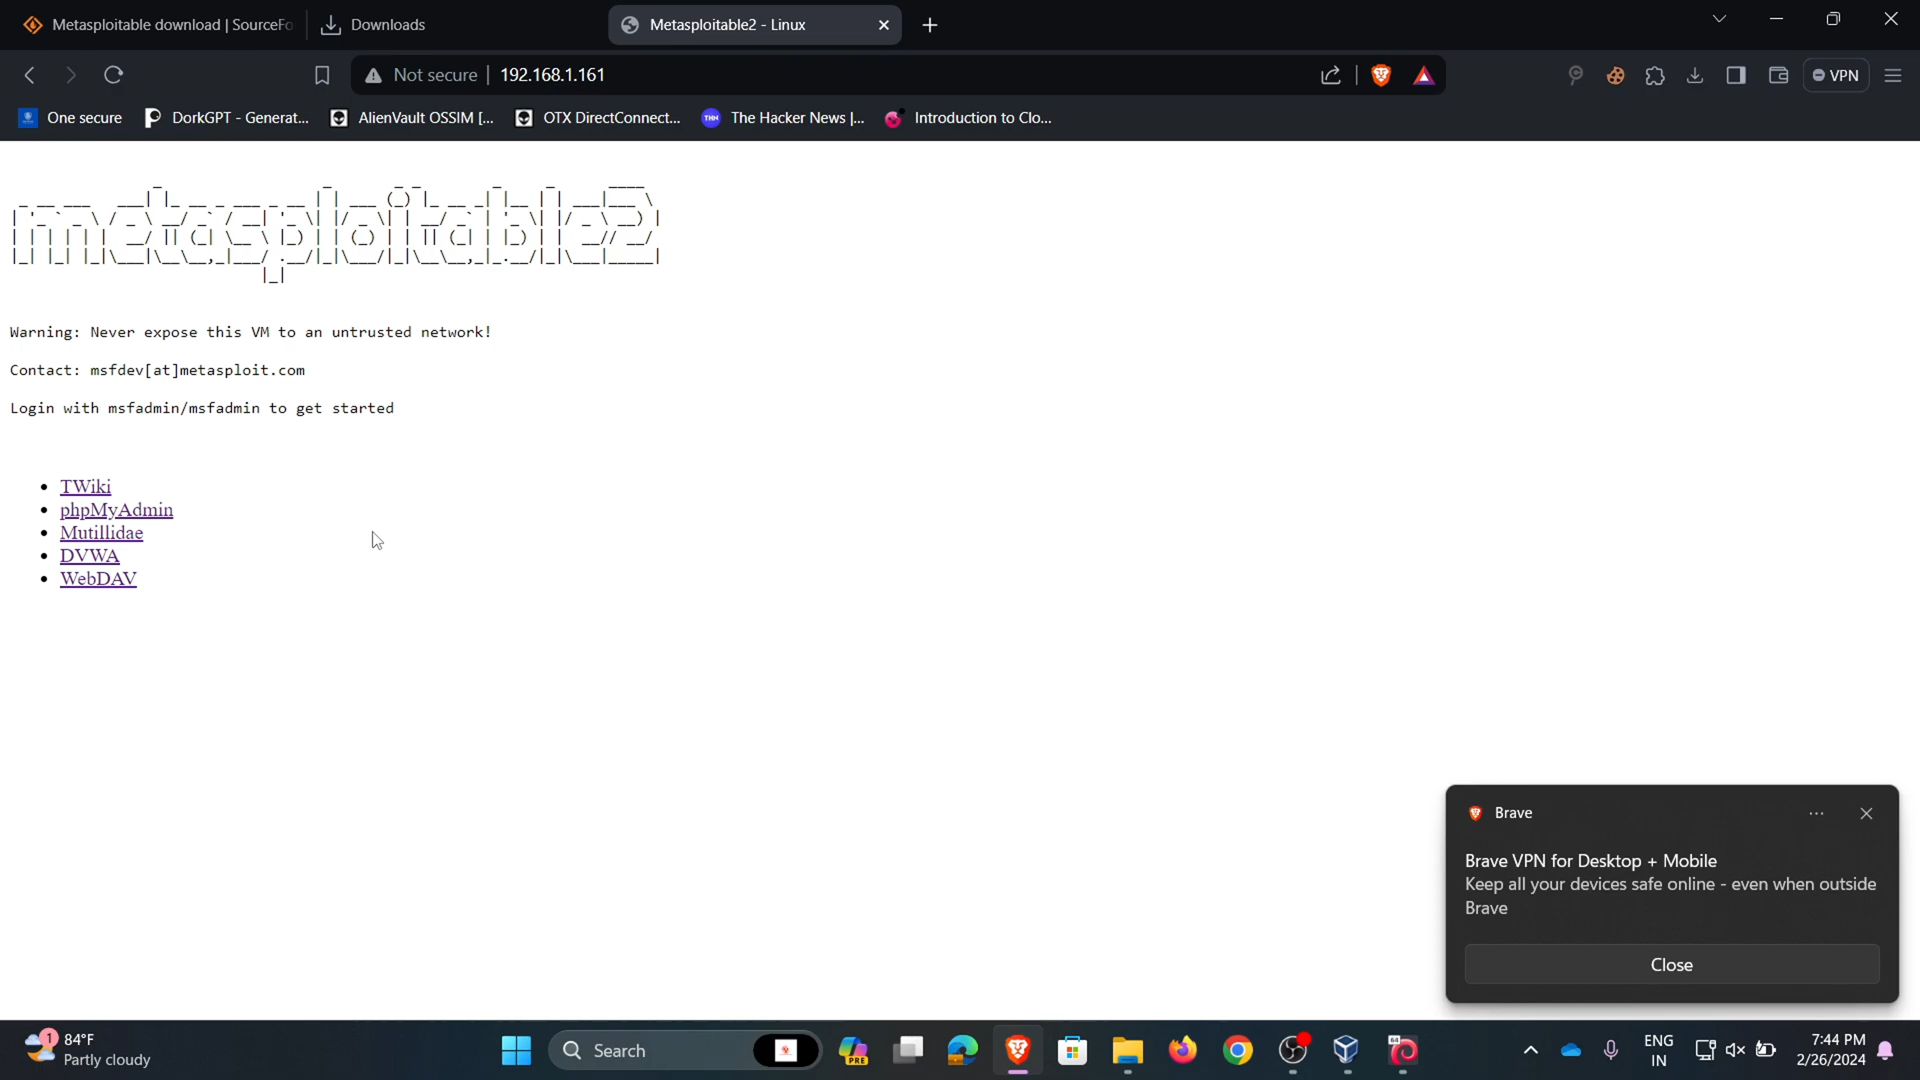 Metasploitable download | SourceFo
Downloads
Metasploitable2 - Linux
Not secure
192.168.1.161
VPN
One secure
DorkGPT - Generat...
AlienVault OSSIM [...
OTX DirectConnect...
The Hacker News |...
Introduction to Clo...
metasploitable2
Warning: Never expose this VM to an untrusted network!
Contact: msfdev[at]metasploit.com
Login with msfadmin/msfadmin to get started
TWiki
phpMyAdmin
Mutillidae
DVWA
WebDAV
Brave
Brave VPN for Desktop + Mobile
Keep all your devices safe online - even when outside
Brave
Close
1
84°F
Partly cloudy
Search
PRE
64
ENG
IN
7:44 PM
2/26/2024